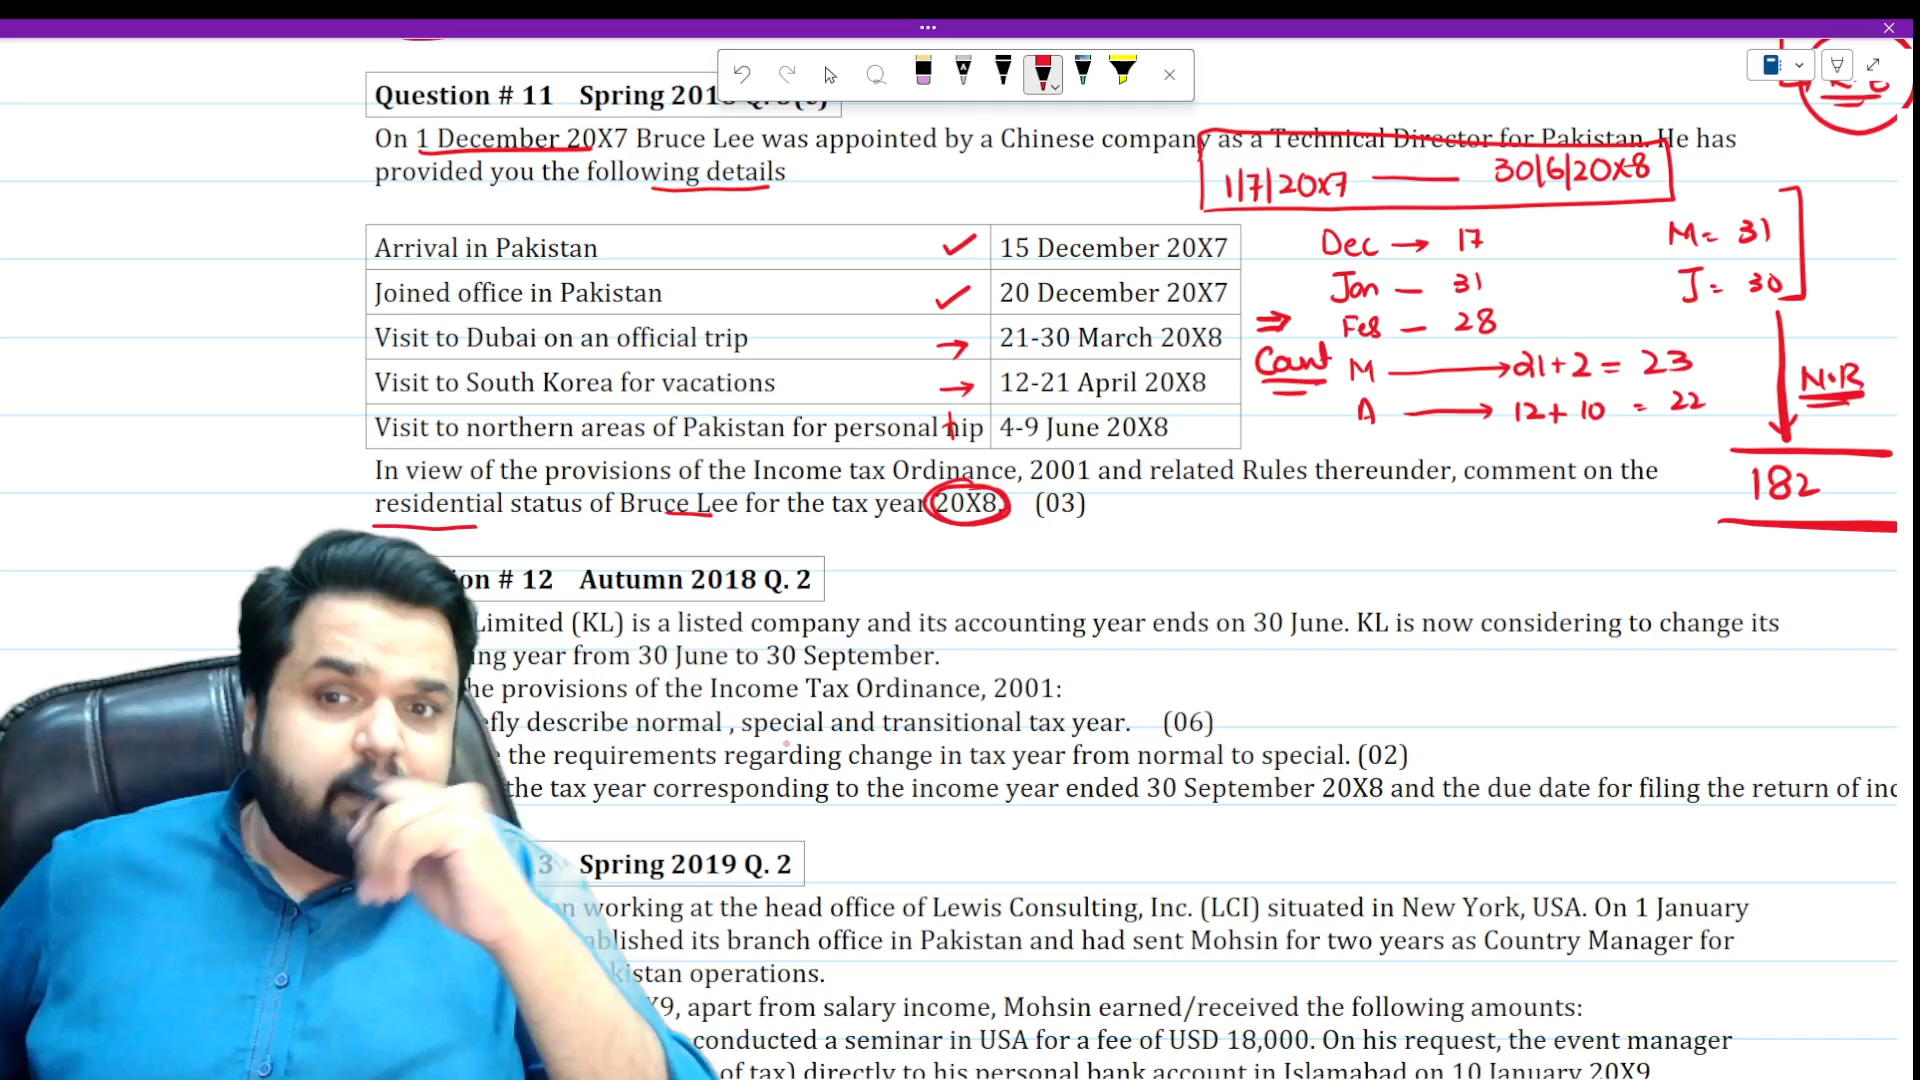 Question # 11 Spring 201
On 1 December 20X7 Bruce Lee was appointed by a Chinese company as a Technical Director for Pakistan. He has
provided you the following details
1/7/20x7 —— 30/6/20x8
Arrival in Pakistan 15 December 20X7
Joined office in Pakistan 20 December 20X7
Visit to Dubai on an official trip 21-30 March 20X8
Visit to South Korea for vacations 12-21 April 20X8
Visit to northern areas of Pakistan for personal 4-9 June 20X8
Dec → 17
Jan — 31
⇒ Feb — 28
Count M → 21+2 = 23
A → 12+10 = 22
M = 31
J = 30
N.R
182
In view of the provisions of the Income tax Ordinance, 2001 and related Rules thereunder, comment on the
residential status of Bruce Lee for the tax year 20X8. (03)
on # 12 Autumn 2018 Q. 2
Limited (KL) is a listed company and its accounting year ends on 30 June. KL is now considering to change its
ing year from 30 June to 30 September.
he provisions of the Income Tax Ordinance, 2001:
efly describe normal , special and transitional tax year. (06)
the requirements regarding change in tax year from normal to special. (02)
the tax year corresponding to the income year ended 30 September 20X8 and the due date for filing the return of inc
3 Spring 2019 Q. 2
n working at the head office of Lewis Consulting, Inc. (LCI) situated in New York, USA. On 1 January
ablished its branch office in Pakistan and had sent Mohsin for two years as Country Manager for
kistan operations.
X9, apart from salary income, Mohsin earned/received the following amounts:
conducted a seminar in USA for a fee of USD 18,000. On his request, the event manager
of tax) directly to his personal bank account in Islamabad on 10 January 20X9.